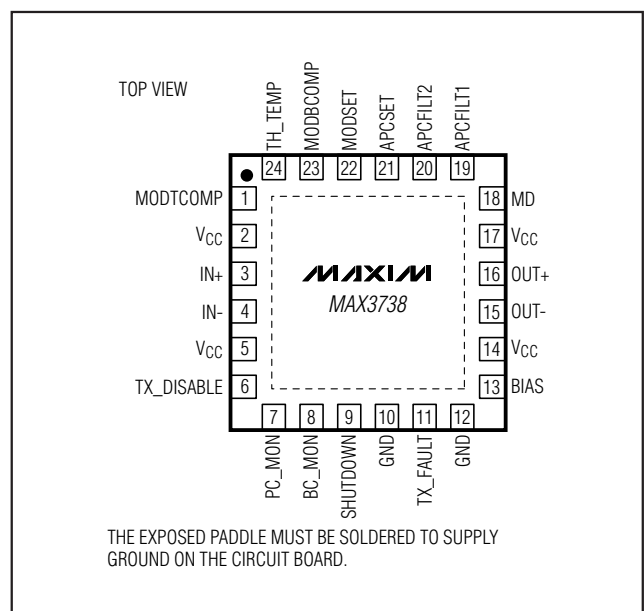 TOP VIEW
TH_TEMP
MODBCOMP
MODSET
APCSET
APCFILT2
APCFILT1
24 23 22 21 20 19
MODTCOMP 1
VCC 2
IN+ 3
IN- 4
VCC 5
TX_DISABLE 6
MAXIM
MAX3738
18 MD
17 VCC
16 OUT+
15 OUT-
14 VCC
13 BIAS
7 8 9 10 11 12
PC_MON
BC_MON
SHUTDOWN
GND
TX_FAULT
GND
THE EXPOSED PADDLE MUST BE SOLDERED TO SUPPLY
GROUND ON THE CIRCUIT BOARD.